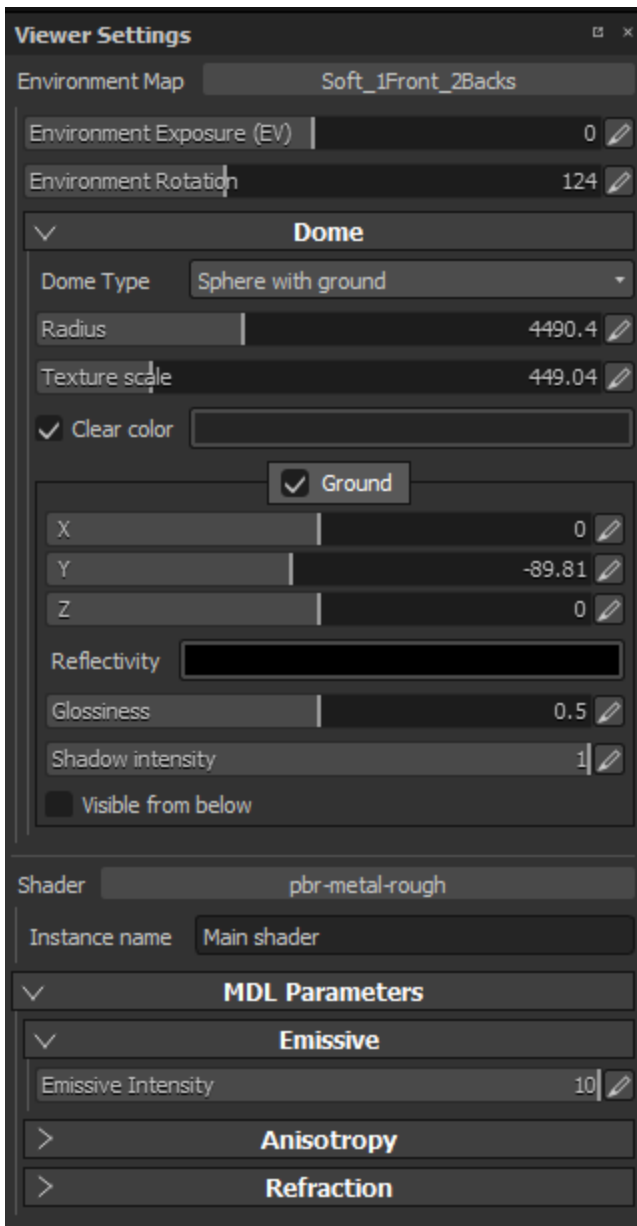 Viewer Settings
Environment Map Soft_1Front_2Backs
Environment Exposure (EV) 0
Environment Rotation 124
Dome
Dome Type Sphere with ground
Radius 4490.4
Texture scale 449.04
Clear color
Ground
X 0
Y -89.81
Z 0
Reflectivity
Glossiness 0.5
Shadow intensity 1
Visible from below
Shader pbr-metal-rough
Instance name Main shader
MDL Parameters
Emissive
Emissive Intensity 10
Anisotropy
Refraction